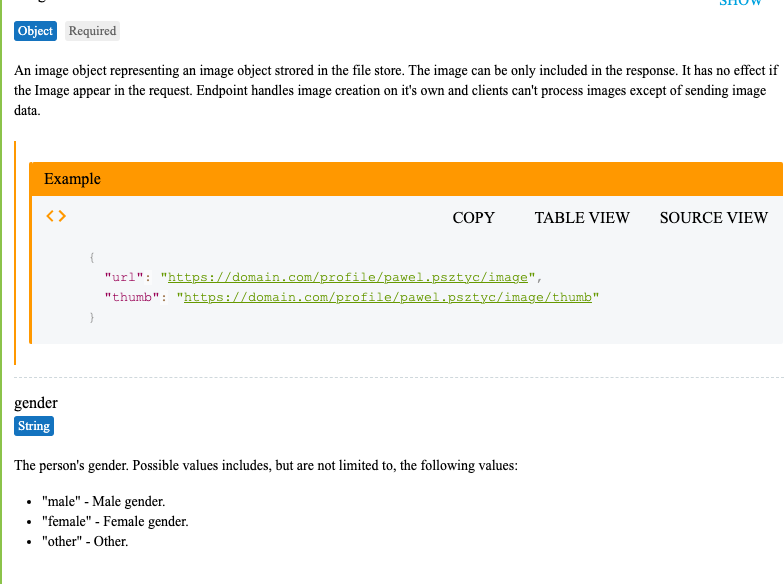 SHOW
Object Required
An image object representing an image object strored in the file store. The image can be only included in the response. It has no effect if
the Image appear in the request. Endpoint handles image creation on it's own and clients can't process images except of sending image
data.
Example
<> COPY TABLE VIEW SOURCE VIEW
{
"url": "https://domain.com/profile/pawel.psztyc/image",
"thumb": "https://domain.com/profile/pawel.psztyc/image/thumb"
}
gender
String
The person's gender. Possible values includes, but are not limited to, the following values:
• "male" - Male gender.
• "female" - Female gender.
• "other" - Other.